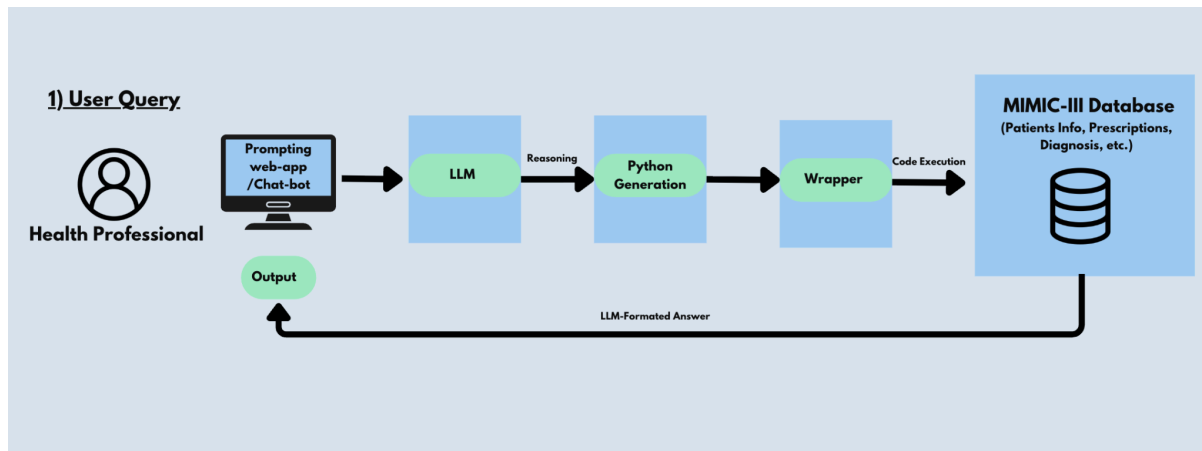 1) User Query
Health Professional
Prompting
web-app
/Chat-bot
Output
LLM
Reasoning
Python
Generation
Wrapper
Code Execution
MIMIC-III Database
(Patients Info, Prescriptions,
Diagnosis, etc.)
LLM-Formated Answer